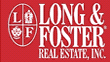 L F
LONG &
FOSTER®
REAL ESTATE, INC.